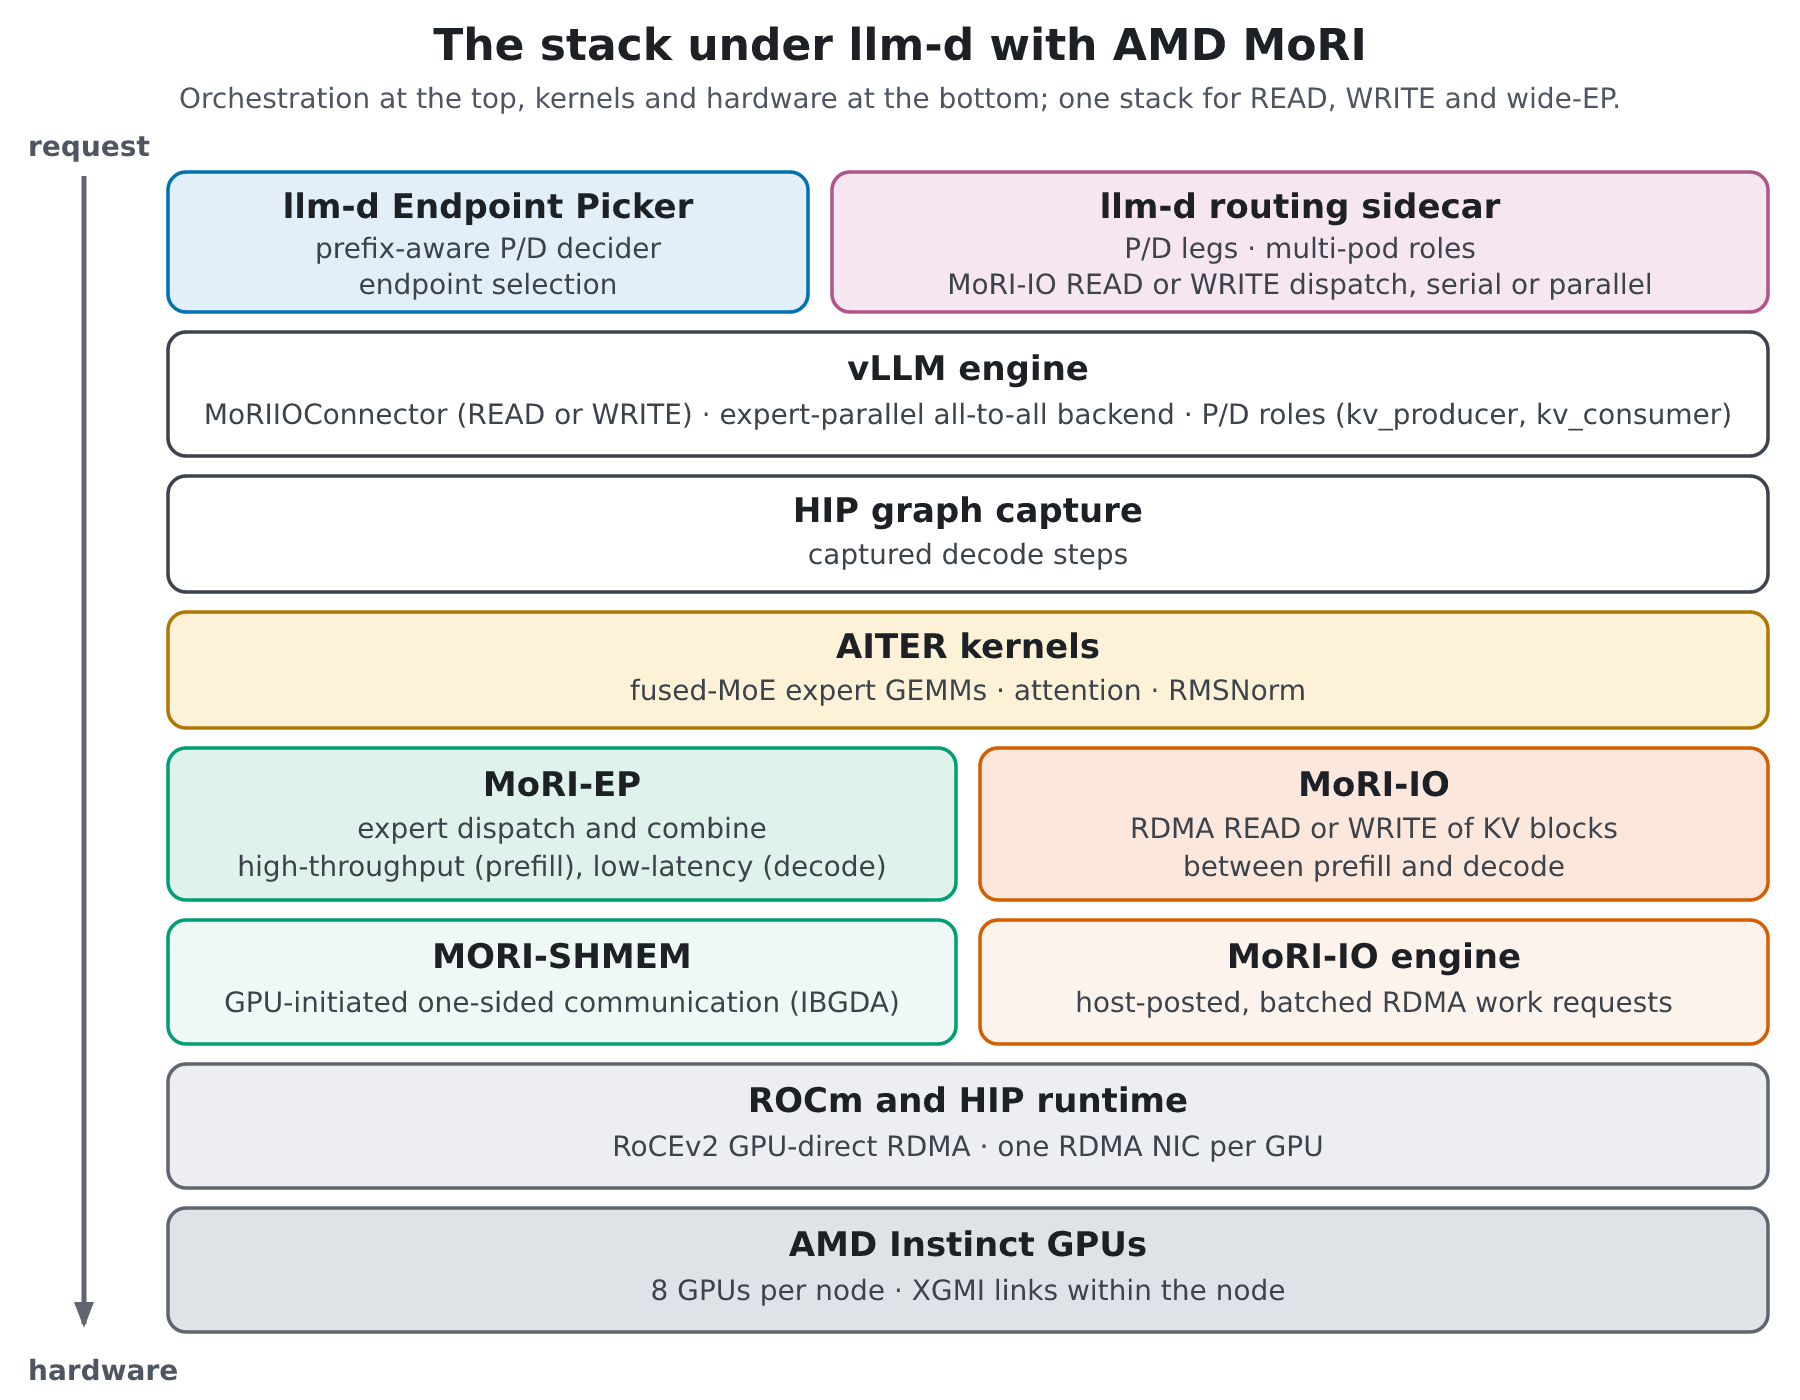 The stack under llm-d with AMD MoRI
Orchestration at the top, kernels and hardware at the bottom; one stack for READ, WRITE and wide-EP.
request
llm-d Endpoint Picker
prefix-aware P/D decider
endpoint selection
llm-d routing sidecar
P/D legs · multi-pod roles
MoRI-IO READ or WRITE dispatch, serial or parallel
vLLM engine
MoRIIOConnector (READ or WRITE) · expert-parallel all-to-all backend · P/D roles (kv_producer, kv_consumer)
HIP graph capture
captured decode steps
AITER kernels
fused-MoE expert GEMMs · attention · RMSNorm
MoRI-EP
expert dispatch and combine
high-throughput (prefill), low-latency (decode)
MoRI-IO
RDMA READ or WRITE of KV blocks
between prefill and decode
MORI-SHMEM
GPU-initiated one-sided communication (IBGDA)
MoRI-IO engine
host-posted, batched RDMA work requests
ROCm and HIP runtime
RoCEv2 GPU-direct RDMA · one RDMA NIC per GPU
AMD Instinct GPUs
8 GPUs per node · XGMI links within the node
hardware